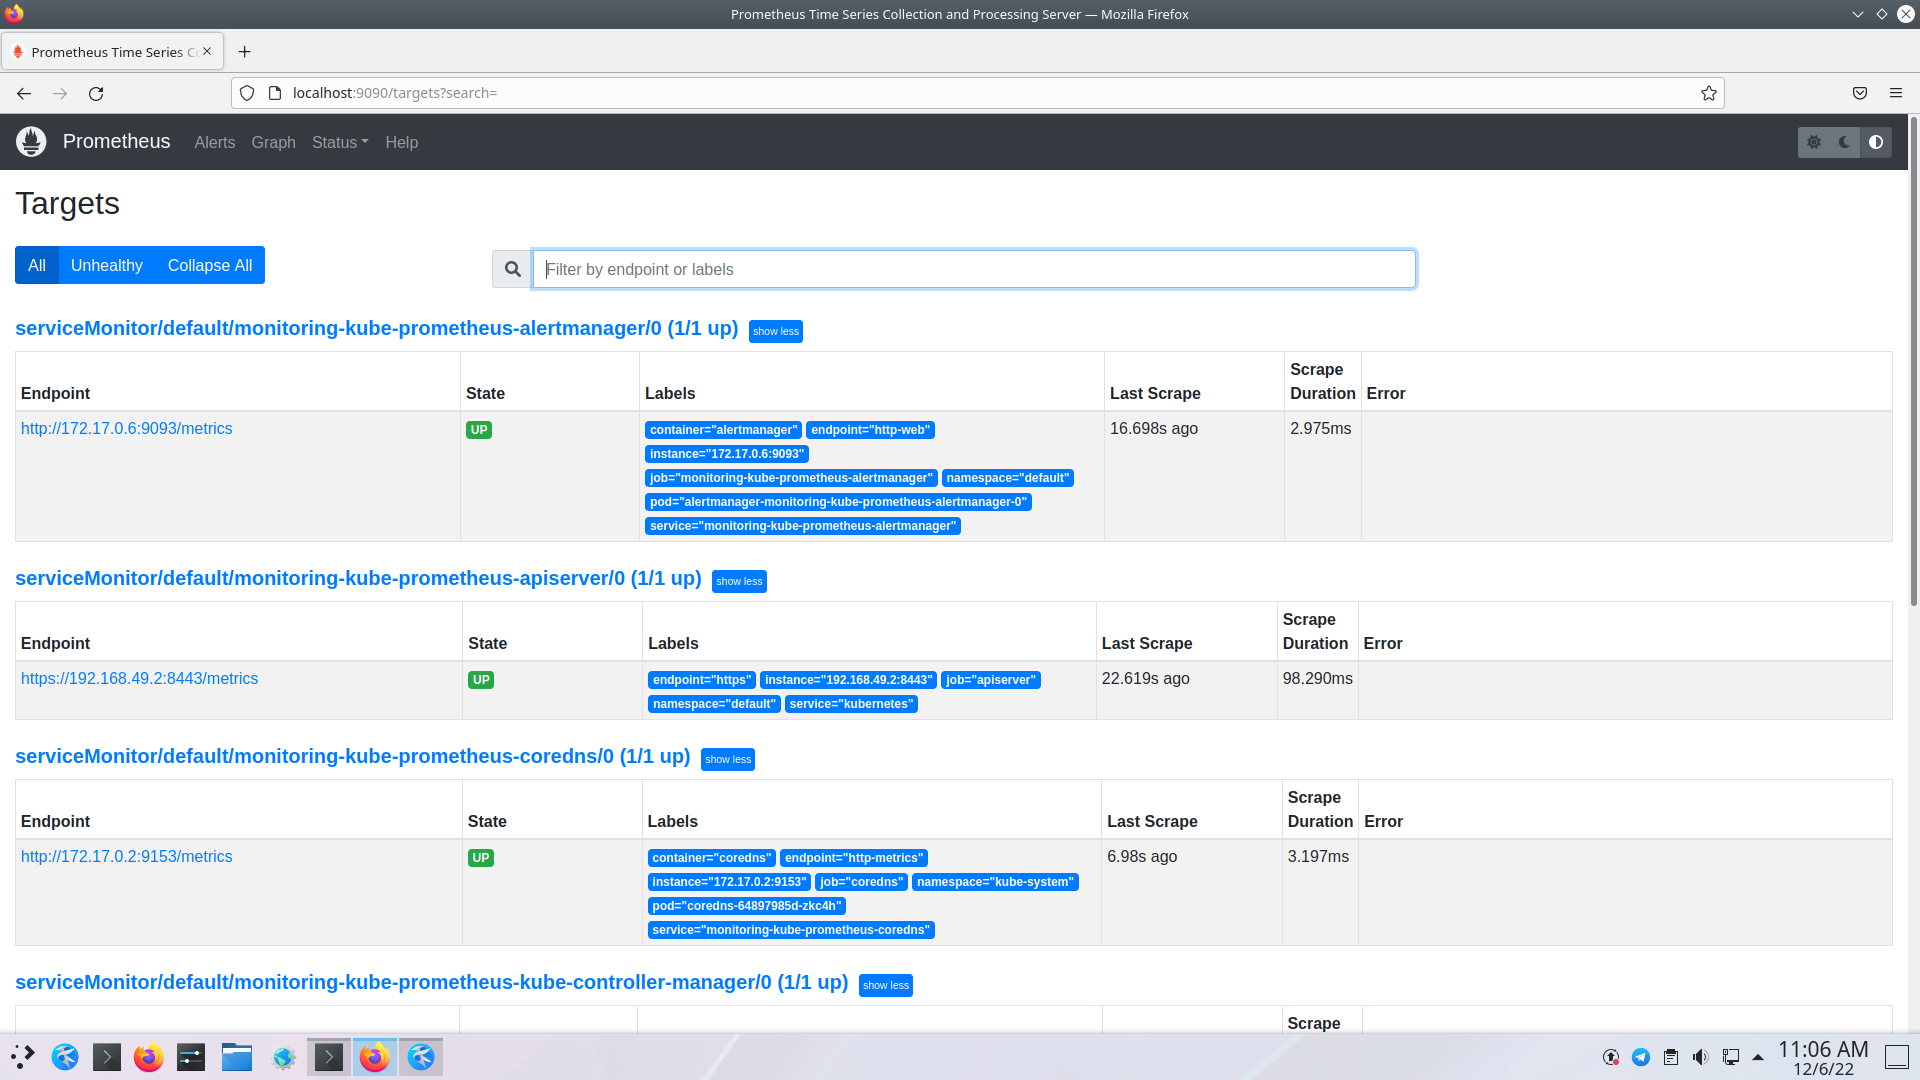 Prometheus Time Series Collection and Processing Server — Mozilla Firefox
Prometheus Time Series Co
localhost:9090/targets?search=
Prometheus Alerts Graph Status Help
Targets
All Unhealthy Collapse All Filter by endpoint or labels
serviceMonitor/default/monitoring-kube-prometheus-alertmanager/0 (1/1 up) show less
Endpoint State Labels Last Scrape Scrape Duration Error
http://172.17.0.6:9093/metrics UP container="alertmanager" endpoint="http-web" 16.698s ago 2.975ms
instance="172.17.0.6:9093"
job="monitoring-kube-prometheus-alertmanager" namespace="default"
pod="alertmanager-monitoring-kube-prometheus-alertmanager-0"
service="monitoring-kube-prometheus-alertmanager"
serviceMonitor/default/monitoring-kube-prometheus-apiserver/0 (1/1 up) show less
Endpoint State Labels Last Scrape Scrape Duration Error
https://192.168.49.2:8443/metrics UP endpoint="https" instance="192.168.49.2:8443" job="apiserver" 22.619s ago 98.290ms
namespace="default" service="kubernetes"
serviceMonitor/default/monitoring-kube-prometheus-coredns/0 (1/1 up) show less
Endpoint State Labels Last Scrape Scrape Duration Error
http://172.17.0.2:9153/metrics UP container="coredns" endpoint="http-metrics" 6.98s ago 3.197ms
instance="172.17.0.2:9153" job="coredns" namespace="kube-system"
pod="coredns-64897985d-zkc4h"
service="monitoring-kube-prometheus-coredns"
serviceMonitor/default/monitoring-kube-prometheus-kube-controller-manager/0 (1/1 up) show less
Scrape
11:06 AM
12/6/22